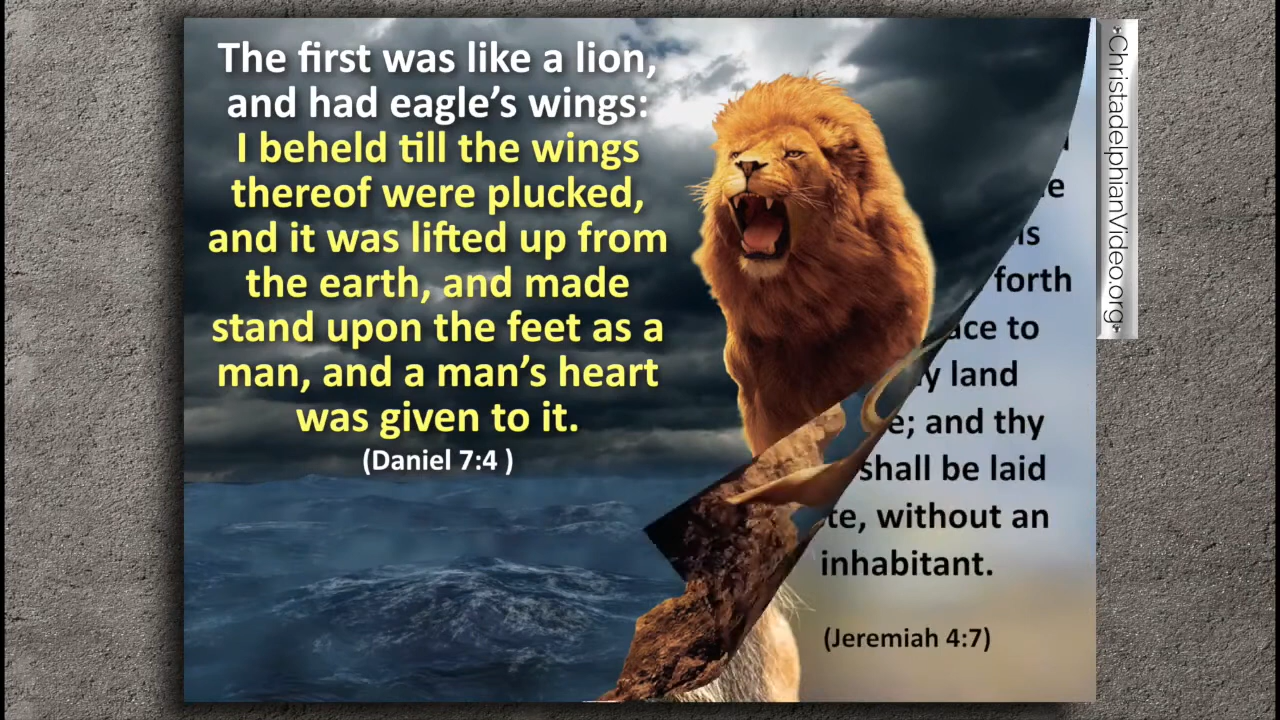 The first was like a lion,
and had eagle’s wings:
I beheld till the wings
thereof were plucked,
and it was lifted up from
the earth, and made
stand upon the feet as a
man, and a man’s heart
was given to it.
(Daniel 7:4 )
forth
to
land
and thy
shall be laid
without an
inhabitant.
(Jeremiah 4:7)
ChristadelphianVideo.org